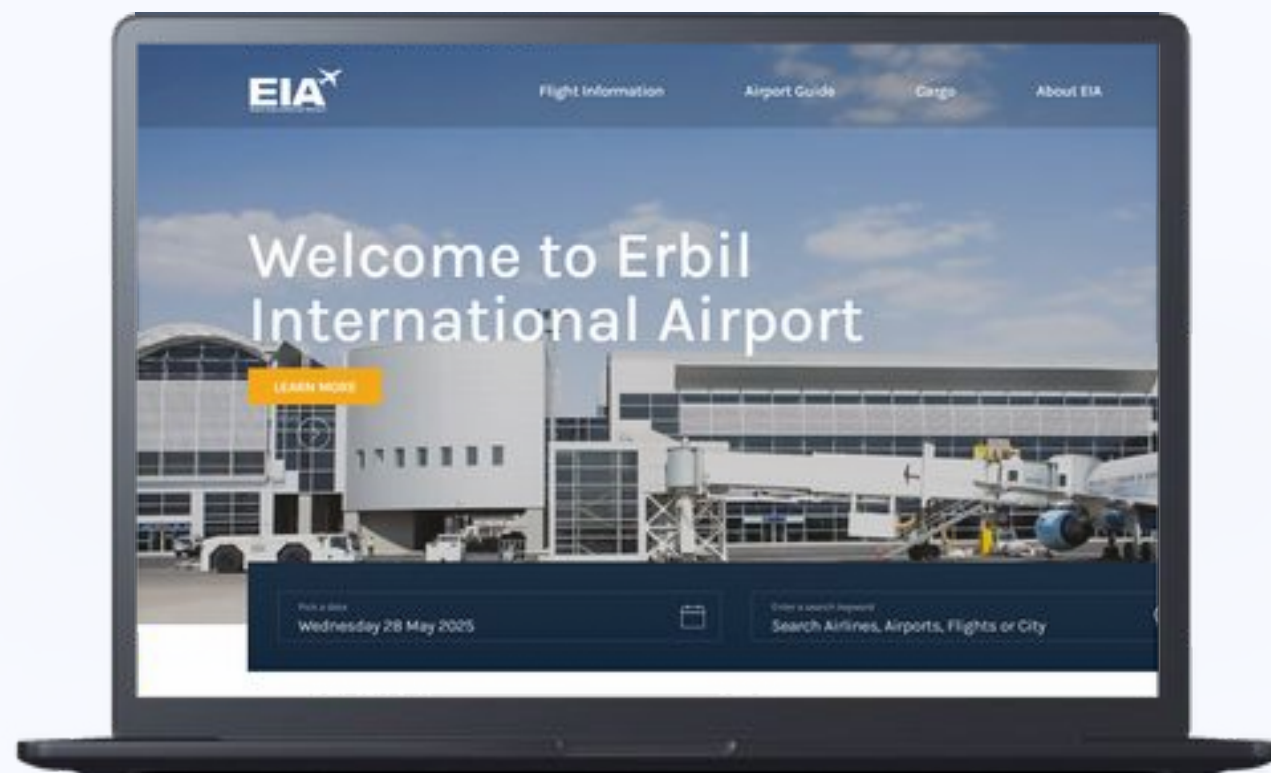 EIA
Flight Information
Airport Guide
Cargo
About EIA
Welcome to Erbil
International Airport
LEARN MORE
Pick a date
Wednesday 28 May 2025
Enter a search keyword
Search Airlines, Airports, Flights or City